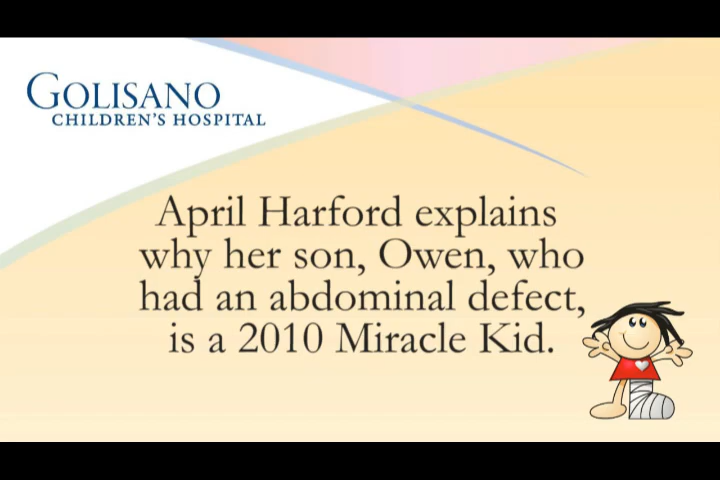 GOLISANO
CHILDREN'S HOSPITAL
April Harford explains
why her son, Owen, who
had an abdominal defect,
is a 2010 Miracle Kid.